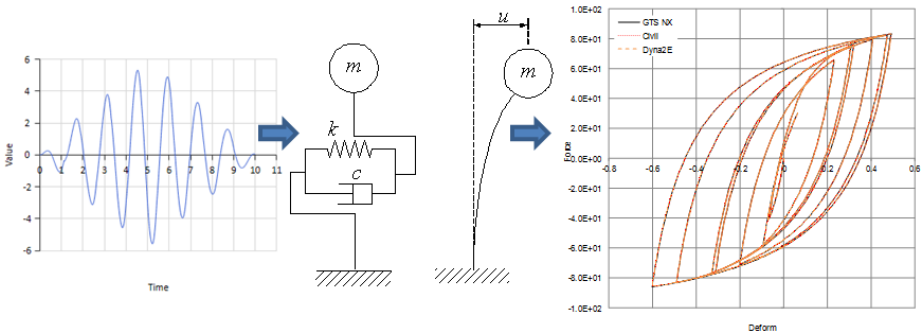 6
4
2
0
-2
-4
-6
0 1 2 3 4 5 6 7 8 9 10 11
Value
Time
m
k
c
u
m
1.0E+02
8.0E+01
6.0E+01
4.0E+01
2.0E+01
0.0E+00
-2.0E+01
-4.0E+01
-6.0E+01
-8.0E+01
-1.0E+02
-0.8 -0.6 -0.4 -0.2 0.0 0.2 0.4 0.6
GTS NX
Civil
Dyna2E
Force
Deform